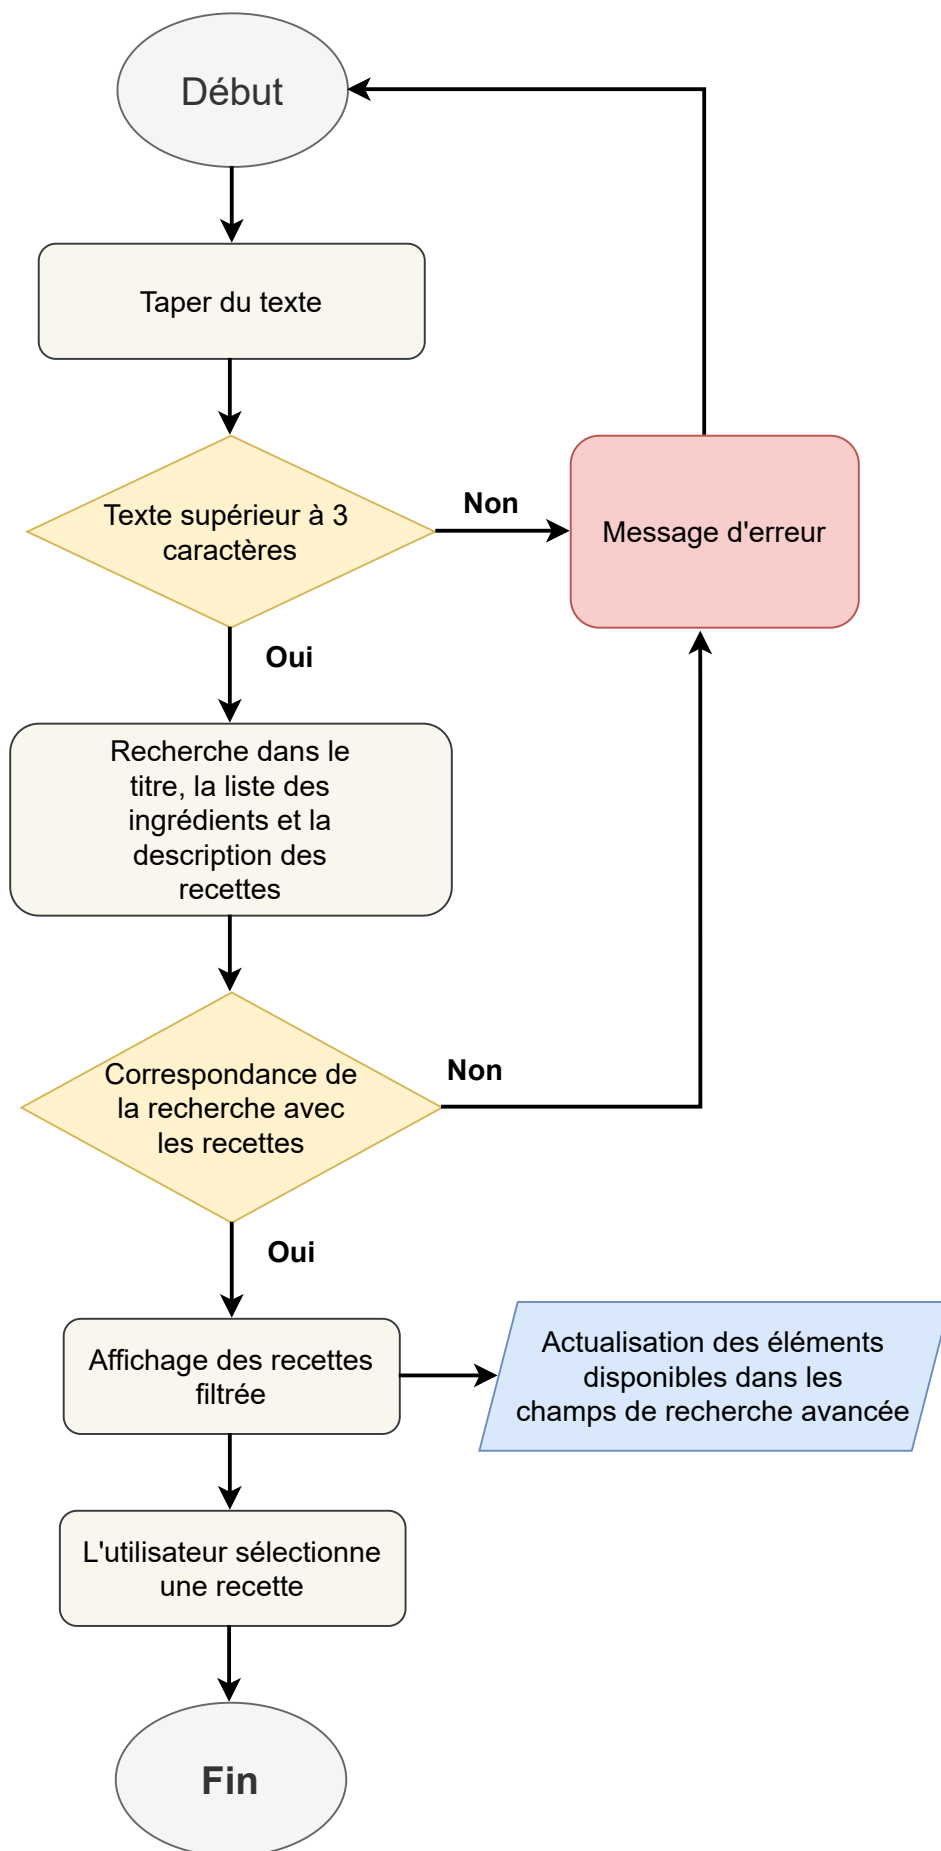 Début
Taper du texte
Texte supérieur à 3
caractères
Non
Message d'erreur
Oui
Recherche dans le
titre, la liste des
ingrédients et la
description des
recettes
Correspondance de
la recherche avec
les recettes
Non
Oui
Affichage des recettes
filtrée
Actualisation des éléments
disponibles dans les
champs de recherche avancée
L'utilisateur sélectionne
une recette
Fin